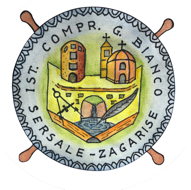 IST. COMPR. G. BIANCO
SERSALE - ZAGARISE